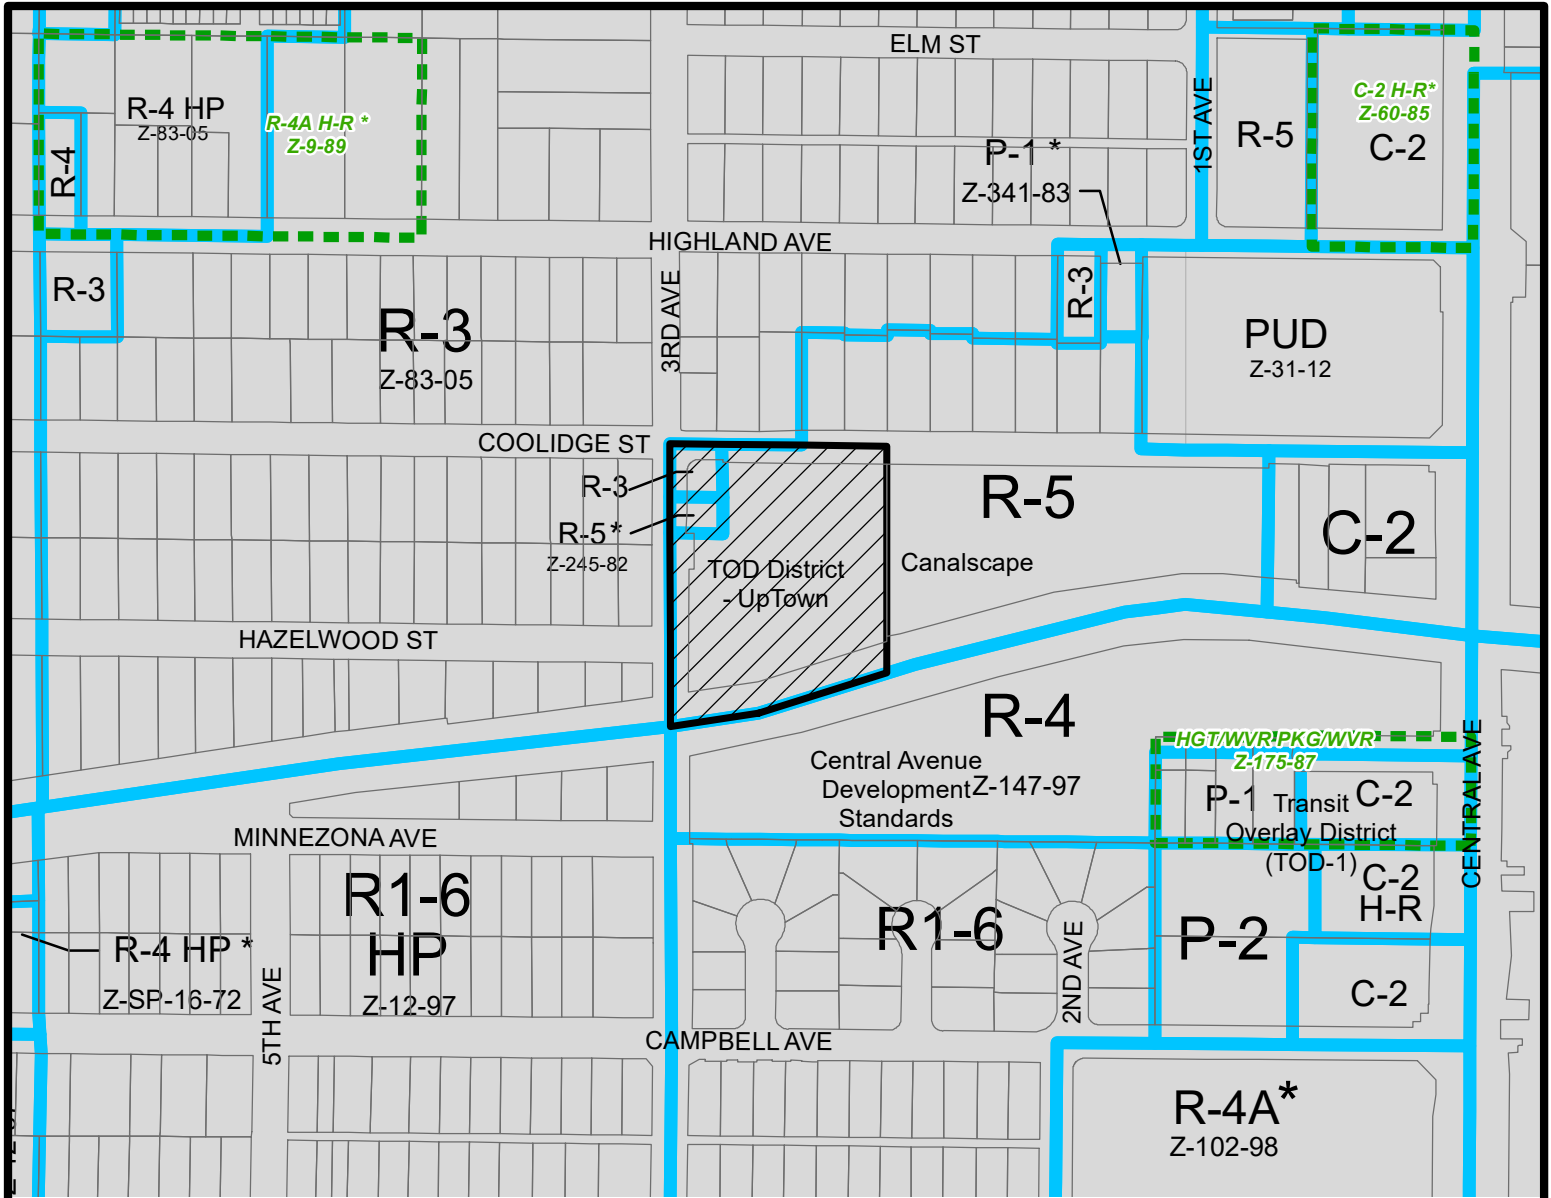 ELM ST
C-2 H-R*
Z-60-85
R-4 HP
Z-83-05
R-4A H-R *
Z-9-89
1ST AVE
R-5
C-2
R-4
P-1 *
Z-341-83
HIGHLAND AVE
R-3
R-3
3RD AVE
R-3
Z-83-05
PUD
Z-31-12
COOLIDGE ST
R-3
R-5
C-2
R-5*
Z-245-82
TOD District
- UpTown
Canalscape
HAZELWOOD ST
R-4
HGT/WVR PKG/WVR
Z-175-87
Central Avenue
Development
Standards
Z-147-97
P-1
C-2
Transit
Overlay District
(TOD-1)
CENTRAL AVE
MINNEZONA AVE
R1-6
HP
Z-12-97
C-2
H-R
R1-6
P-2
R-4 HP *
Z-SP-16-72
5TH AVE
2ND AVE
C-2
CAMPBELL AVE
R-4A*
Z-102-98